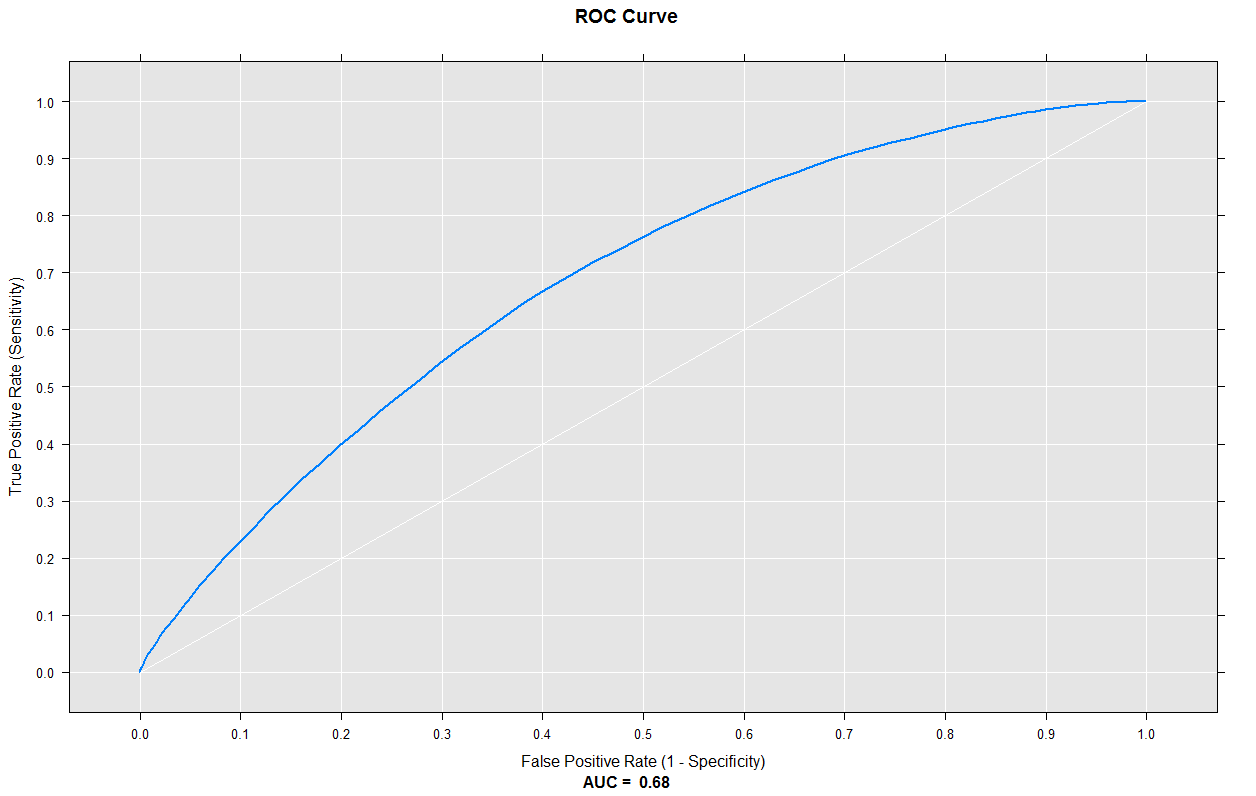 ROC Curve
True Positive Rate (Sensitivity)
1.0
0.9
0.8
0.7
0.6
0.5
0.4
0.3
0.2
0.1
0.0
0.0 0.1 0.2 0.3 0.4 0.5 0.6 0.7 0.8 0.9 1.0
False Positive Rate (1 - Specificity)
AUC = 0.68